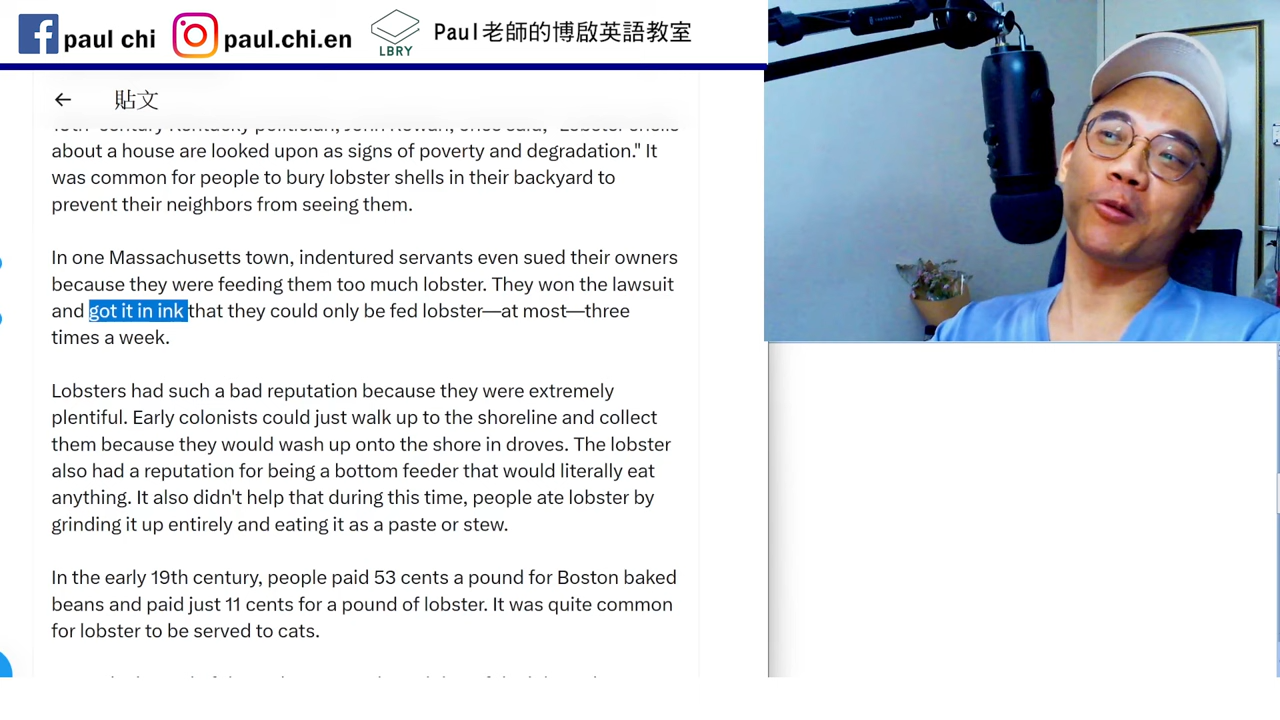 paul chi
paul.chi.en
LBRY
Paul老師的博啟英語教室
貼文
century Kentucky politician, John Rowan, once said, "Lobster shells
about a house are looked upon as signs of poverty and degradation." It
was common for people to bury lobster shells in their backyard to
prevent their neighbors from seeing them.
In one Massachusetts town, indentured servants even sued their owners
because they were feeding them too much lobster. They won the lawsuit
and got it in ink that they could only be fed lobster—at most—three
times a week.
Lobsters had such a bad reputation because they were extremely
plentiful. Early colonists could just walk up to the shoreline and collect
them because they would wash up onto the shore in droves. The lobster
also had a reputation for being a bottom feeder that would literally eat
anything. It also didn't help that during this time, people ate lobster by
grinding it up entirely and eating it as a paste or stew.
In the early 19th century, people paid 53 cents a pound for Boston baked
beans and paid just 11 cents for a pound of lobster. It was quite common
for lobster to be served to cats.